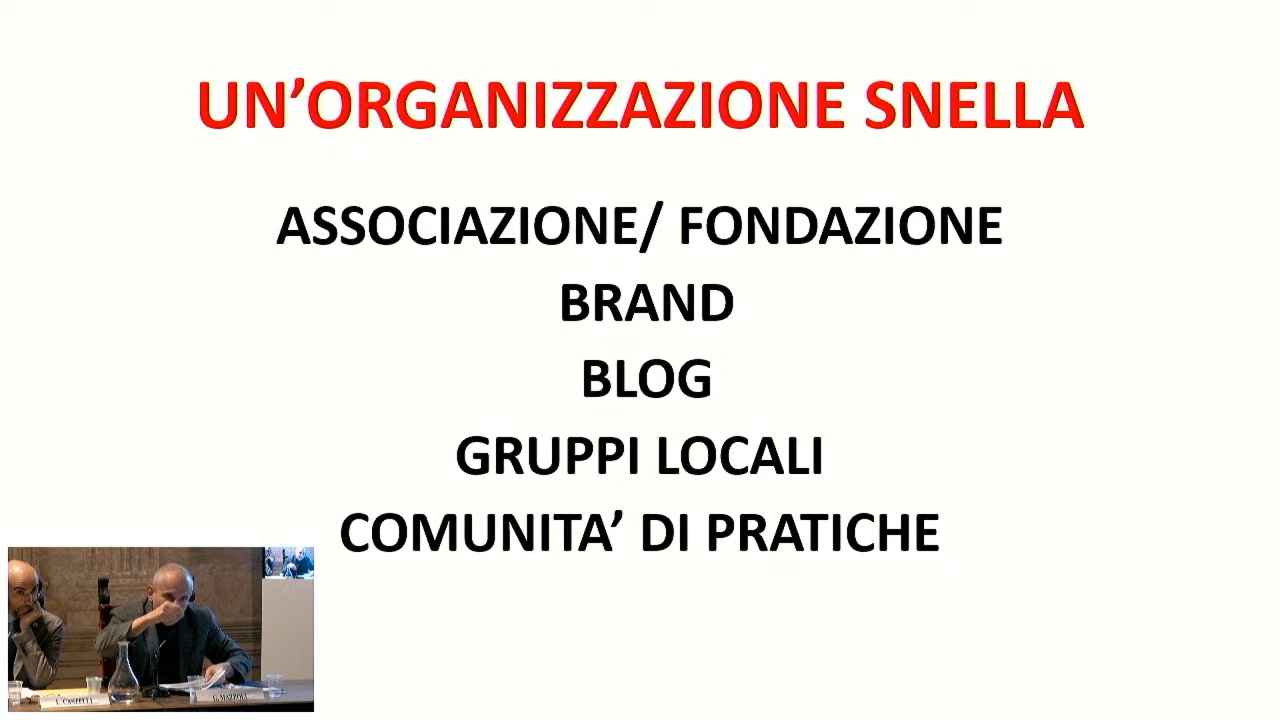 UN’ORGANIZZAZIONE SNELLA
ASSOCIAZIONE/ FONDAZIONE
BRAND
BLOG
GRUPPI LOCALI
COMUNITA’ DI PRATICHE